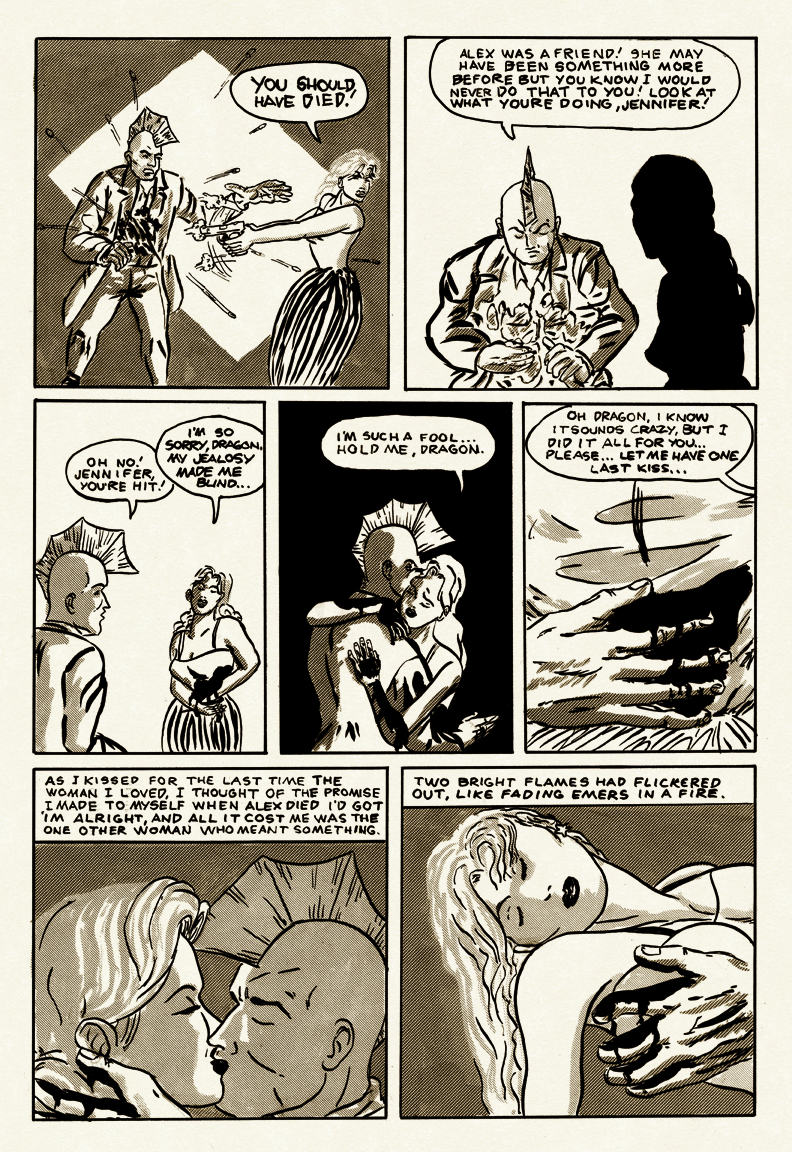 YOU SHOULD
HAVE DIED!
ALEX WAS A FRIEND! SHE MAY
HAVE BEEN SOMETHING MORE
BEFORE BUT YOU KNOW I WOULD
NEVER DO THAT TO YOU! LOOK AT
WHAT YOURE DOING, JENNIFER!
OH NO!
JENNIFER,
YOU'RE HIT!
I'M SO
SORRY, DRAGON.
MY JEALOSY
MADE ME
BLIND...
I'M SUCH A FOOL...
HOLD ME, DRAGON.
OH DRAGON, I KNOW
IT SOUNDS CRAZY, BUT I
DID IT ALL FOR YOU...
PLEASE... LET ME HAVE ONE
LAST KISS...
AS I KISSED FOR THE LAST TIME THE
WOMAN I LOVED, I THOUGHT OF THE PROMISE
I MADE TO MYSELF WHEN ALEX DIED I'D GOT
'IM ALRIGHT, AND ALL IT COST ME WAS THE
ONE OTHER WOMAN WHO MEANT SOMETHING.
TWO BRIGHT FLAMES HAD FLICKERED
OUT, LIKE FADING EMERS IN A FIRE.